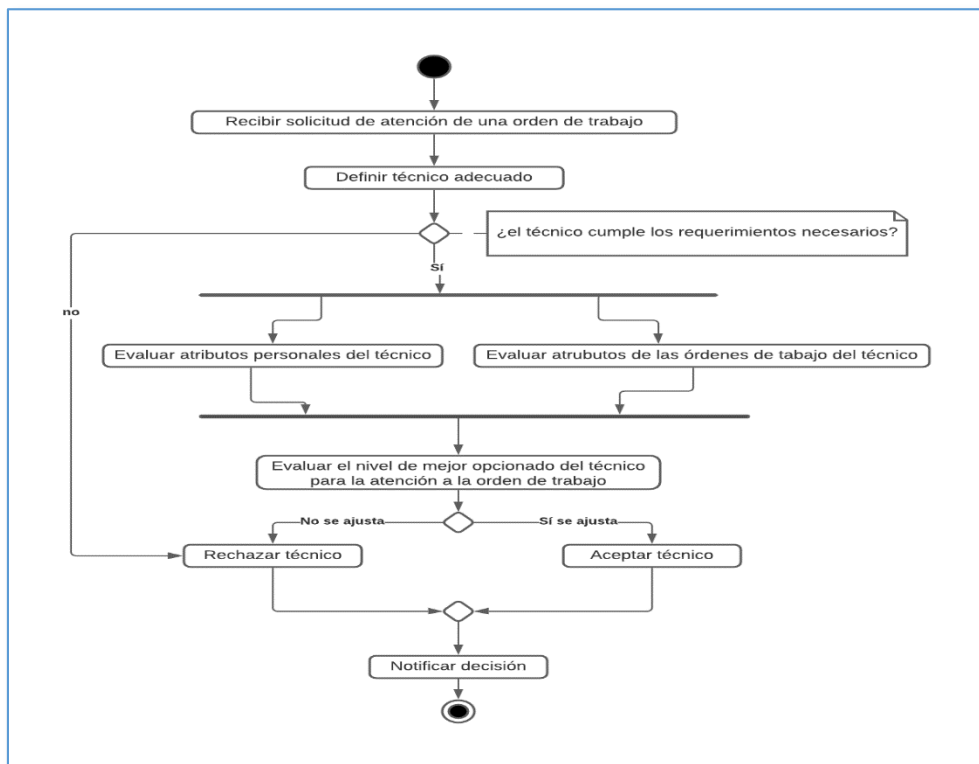 Recibir solicitud de atención de una orden de trabajo
Definir técnico adecuado
¿el técnico cumple los requerimientos necesarios?
Sí
no
Evaluar atributos personales del técnico
Evaluar atrubutos de las órdenes de tabajo del técnico
Evaluar el nivel de mejor opcionado del técnico
para la atención a la orden de trabajo
No se ajusta
Sí se ajusta
Rechazar técnico
Aceptar técnico
Notificar decisión